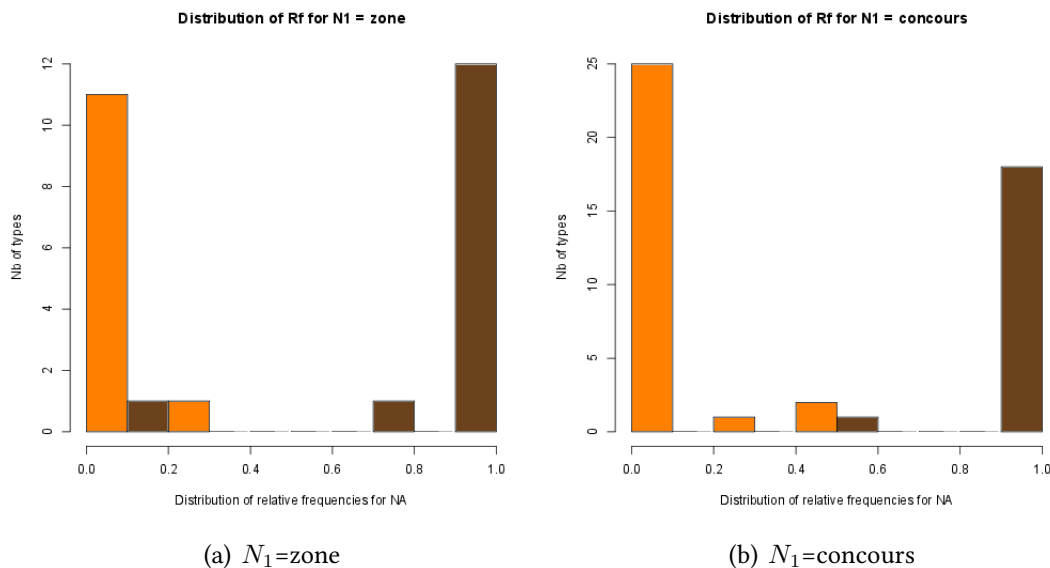 Distribution of Rf for N1 = zone
12
10
8
6
4
2
0
Nb of types
0.0 0.2 0.4 0.6 0.8 1.0
Distribution of relative frequencies for NA
(a) N1=zone
Distribution of Rf for N1 = concours
25
20
15
10
5
0
Nb of types
0.0 0.2 0.4 0.6 0.8 1.0
Distribution of relative frequencies for NA
(b) N1=concours